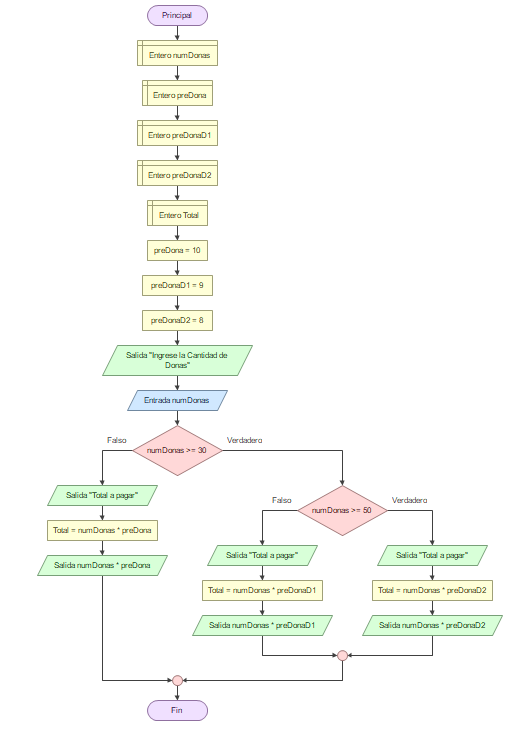 Principal
Entero numDonas
Entero preDona
Entero preDonaD1
Entero preDonaD2
Entero Total
preDona = 10
preDonaD1 = 9
preDonaD2 = 8
Salida "Ingrese la Cantidad de
Donas"
Entrada numDonas
Falso
numDonas >= 30
Verdadero
Salida "Total a pagar"
Total = numDonas * preDona
Salida numDonas * preDona
Falso
numDonas >= 50
Verdadero
Salida "Total a pagar"
Total = numDonas * preDonaD1
Salida numDonas * preDonaD1
Salida "Total a pagar"
Total = numDonas * preDonaD2
Salida numDonas * preDonaD2
Fin